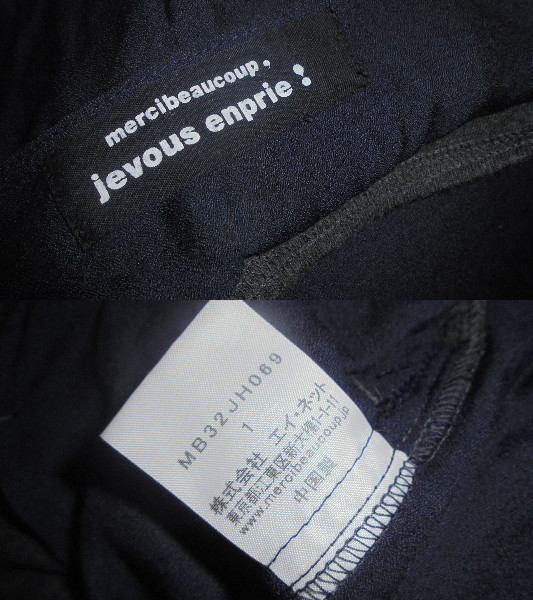 mercibeaucoup,
jevous enprie !
MB32JH069
1
株式会社 エイ・ネット
東京都江東区新大橋1-1-11
www.mercibeaucoup.jp
中国製